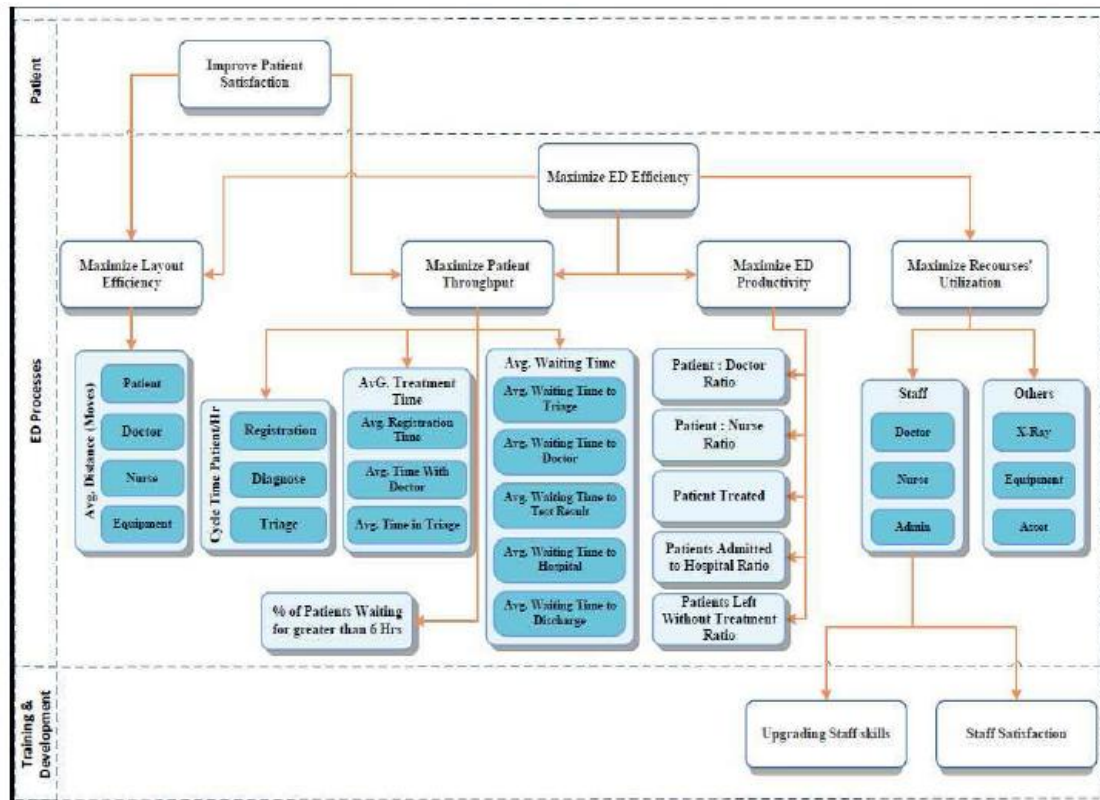 Patient
Improve Patient
Satisfaction
ED Processes
Maximize ED Efficiency
Maximize Layout
Efficiency
Maximize Patient
Throughput
Maximize ED
Productivity
Maximize Recourses'
Utilization
Avg. Distance (Moves)
Patient
Doctor
Nurse
Equipment
Cycle Time Patient/Hr
Registration
Diagnose
Triage
AvG. Treatment
Time
Avg. Registration
Time
Avg. Time With
Doctor
Avg. Time in Triage
Avg. Waiting Time
Avg. Waiting Time to
Triage
Avg. Waiting Time to
Doctor
Avg. Waiting Time to
Test Result
Avg. Waiting Time to
Hospital
Avg. Waiting Time to
Discharge
% of Patients Waiting
for greater than 6 Hrs
Patient : Doctor
Ratio
Patient : Nurse
Ratio
Patient Treated
Patients Admitted
to Hospital Ratio
Patients Left
Without Treatment
Ratio
Staff
Doctor
Nurse
Admin
Others
X-Ray
Equipment
Asset
Training &
Development
Upgrading Staff skills
Staff Satisfaction